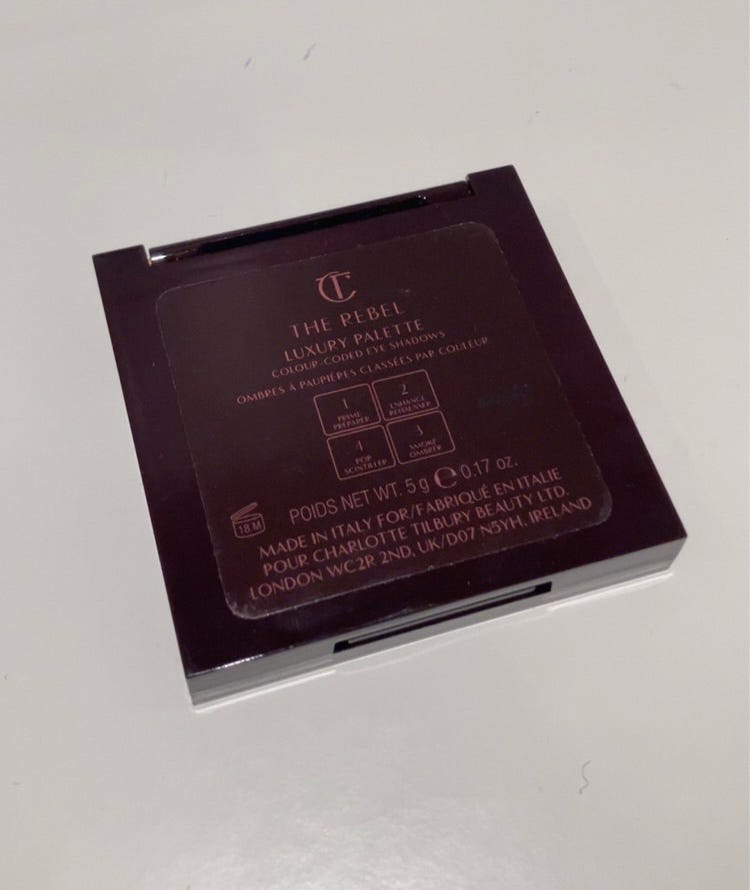 CT
THE REBEL
LUXURY PALETTE
COLOUR-CODED EYE SHADOWS
OMBRES À PAUPIÈRES CLASSÉES PAR COULEUR
1
PRIME
PRÉPARER
2
ENHANCE
REHAUSSER
4
POP
SCINTILLER
3
SMOKE
OMBRER
POIDS NET WT. 5 g ℮ 0.17 oz.
18 M
MADE IN ITALY FOR/FABRIQUÉ EN ITALIE
POUR CHARLOTTE TILBURY BEAUTY LTD.
LONDON WC2R 2ND, UK/D07 N5YH, IRELAND